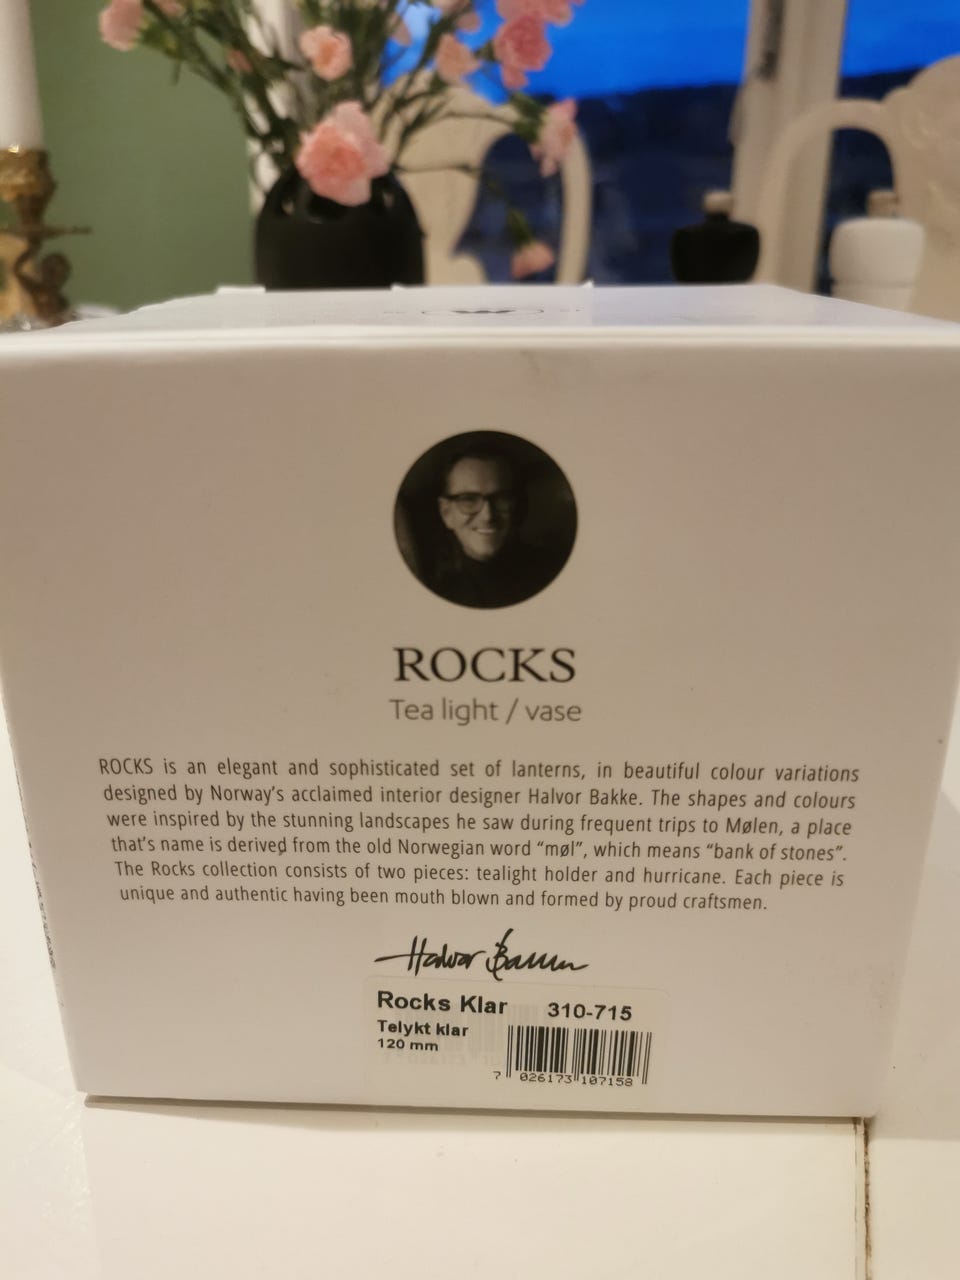 ROCKS
Tea light / vase
ROCKS is an elegant and sophisticated set of lanterns, in beautiful colour variations
designed by Norway's acclaimed interior designer Halvor Bakke. The shapes and colours
were inspired by the stunning landscapes he saw during frequent trips to Mølen, a place
that's name is derived from the old Norwegian word “møl”, which means “bank of stones”.
The Rocks collection consists of two pieces: tealight holder and hurricane. Each piece is
unique and authentic having been mouth blown and formed by proud craftsmen.
Halvor Bakke
Rocks Klar 310-715
Telykt klar
120 mm
7 026173 107158